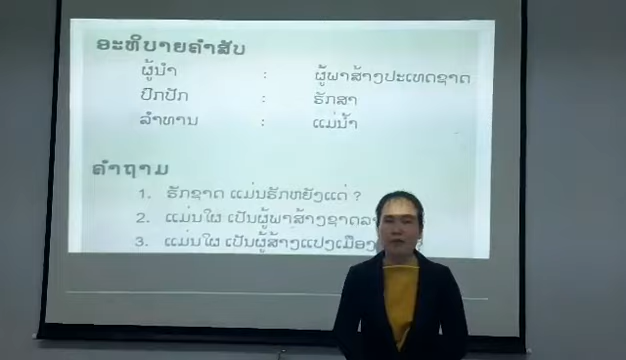 ອະທິບາຍຄຳສັບ
ຜູ້ນຳ : ຜູ້ພາສ້າງປະເທດຊາດ
ປົກປັກ : ຮັກສາ
ລຳທານ : ແມ່ນ້ຳ
ຄຳຖາມ
1. ຮັກຊາດ ແມ່ນຮັກຫຍັງແດ່ ?
2. ແມ່ນໃຜ ເປັນຜູ້ພາສ້າງຊາດ
3. ແມ່ນໃຜ ເປັນຜູ້ສ້າງແປງເມືອງ